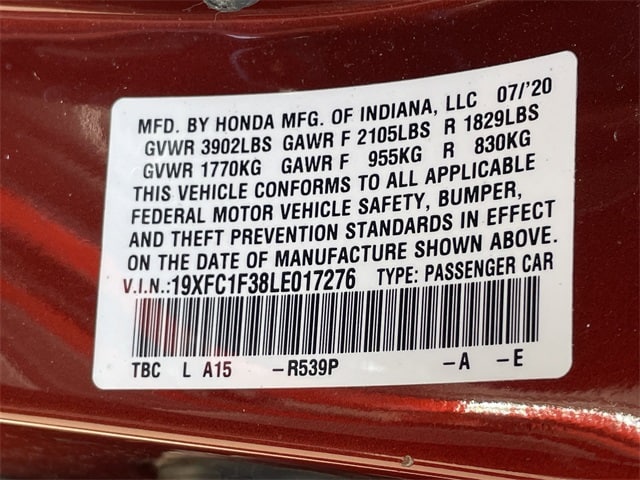 MFD. BY HONDA MFG. OF INDIANA, LLC 07/'20
GVWR 3902LBS GAWR F 2105LBS R 1829LBS
GVWR 1770KG GAWR F 955KG R 830KG
THIS VEHICLE CONFORMS TO ALL APPLICABLE
FEDERAL MOTOR VEHICLE SAFETY, BUMPER,
AND THEFT PREVENTION STANDARDS IN EFFECT
ON THE DATE OF MANUFACTURE SHOWN ABOVE.
V.I.N.:19XFC1F38LE017276 TYPE: PASSENGER CAR
TBC L A15 -R539P -A -E